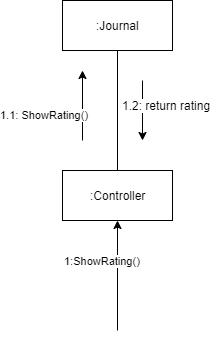 :Journal
1.1: ShowRating()
1.2: return rating
:Controller
1:ShowRating()